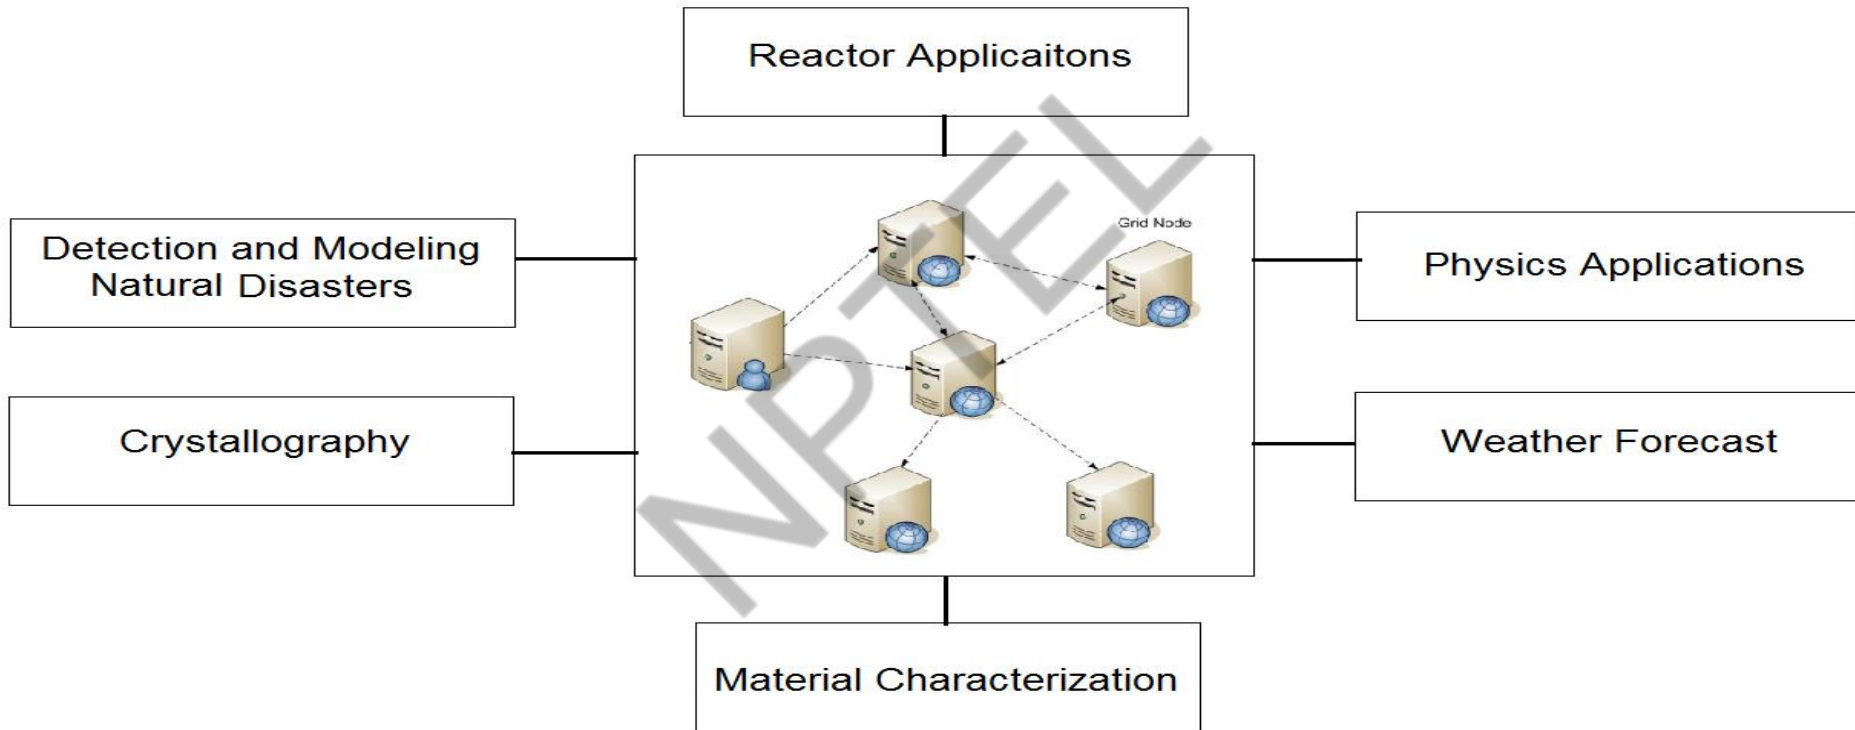 Reactor Applicaitons
Grid Node
Detection and Modeling
Natural Disasters
Physics Applications
Crystallography
Weather Forecast
Material Characterization
NPTEL